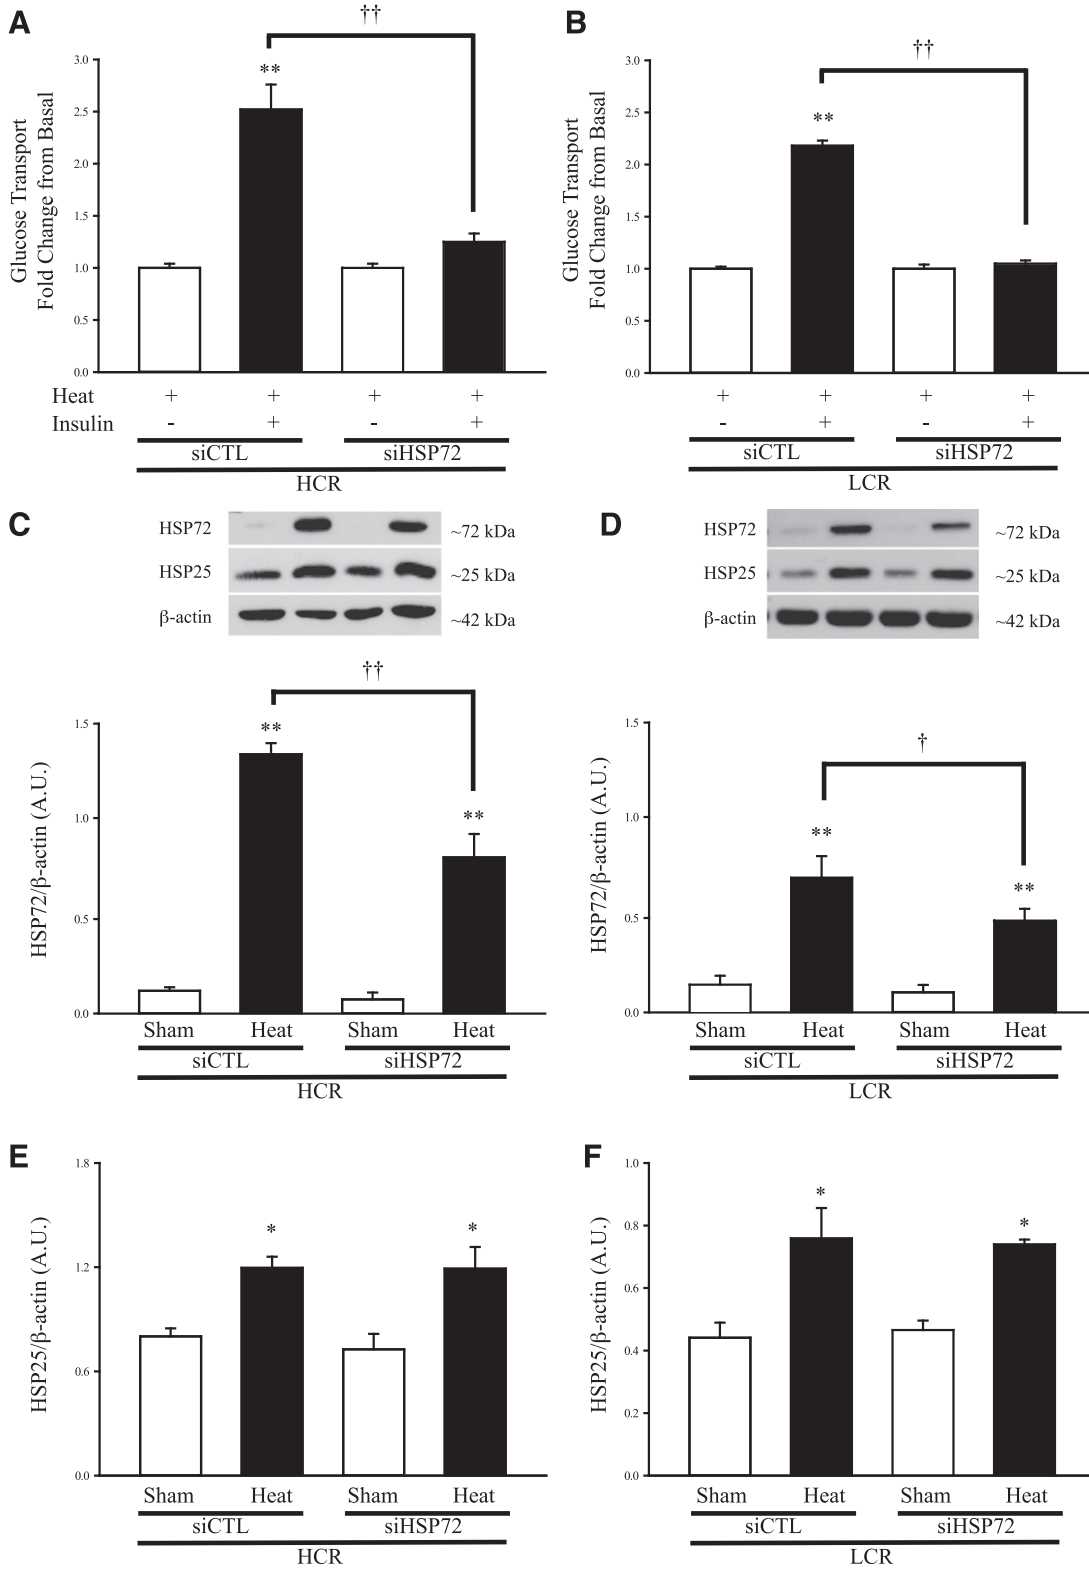 A
††
**
Glucose Transport
Fold Change from Basal
3.0
2.5
2.0
1.5
1.0
0.5
0.0
Heat + + + +
Insulin - + - +
siCTL siHSP72
HCR
B
††
**
Glucose Transport
Fold Change from Basal
3.0
2.5
2.0
1.5
1.0
0.5
0.0
+ + + +
- + - +
siCTL siHSP72
LCR
C
HSP72 ~72 kDa
HSP25 ~25 kDa
β-actin ~42 kDa
††
**
**
HSP72/β-actin (A.U.)
1.5
1.0
0.5
0.0
Sham Heat Sham Heat
siCTL siHSP72
HCR
D
HSP72 ~72 kDa
HSP25 ~25 kDa
β-actin ~42 kDa
†
**
**
HSP72/β-actin (A.U.)
1.5
1.0
0.5
0.0
Sham Heat Sham Heat
siCTL siHSP72
LCR
E
* *
HSP25/β-actin (A.U.)
1.8
1.2
0.6
0.0
Sham Heat Sham Heat
siCTL siHSP72
HCR
F
*
*
HSP25/β-actin (A.U.)
1.0
0.8
0.6
0.4
0.2
0.0
Sham Heat Sham Heat
siCTL siHSP72
LCR